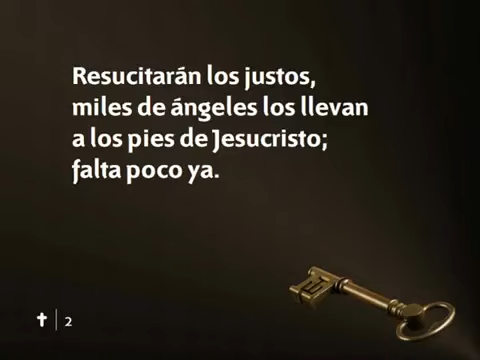 Resucitarán los justos,
miles de ángeles los llevan
a los pies de Jesucristo;
falta poco ya.
2